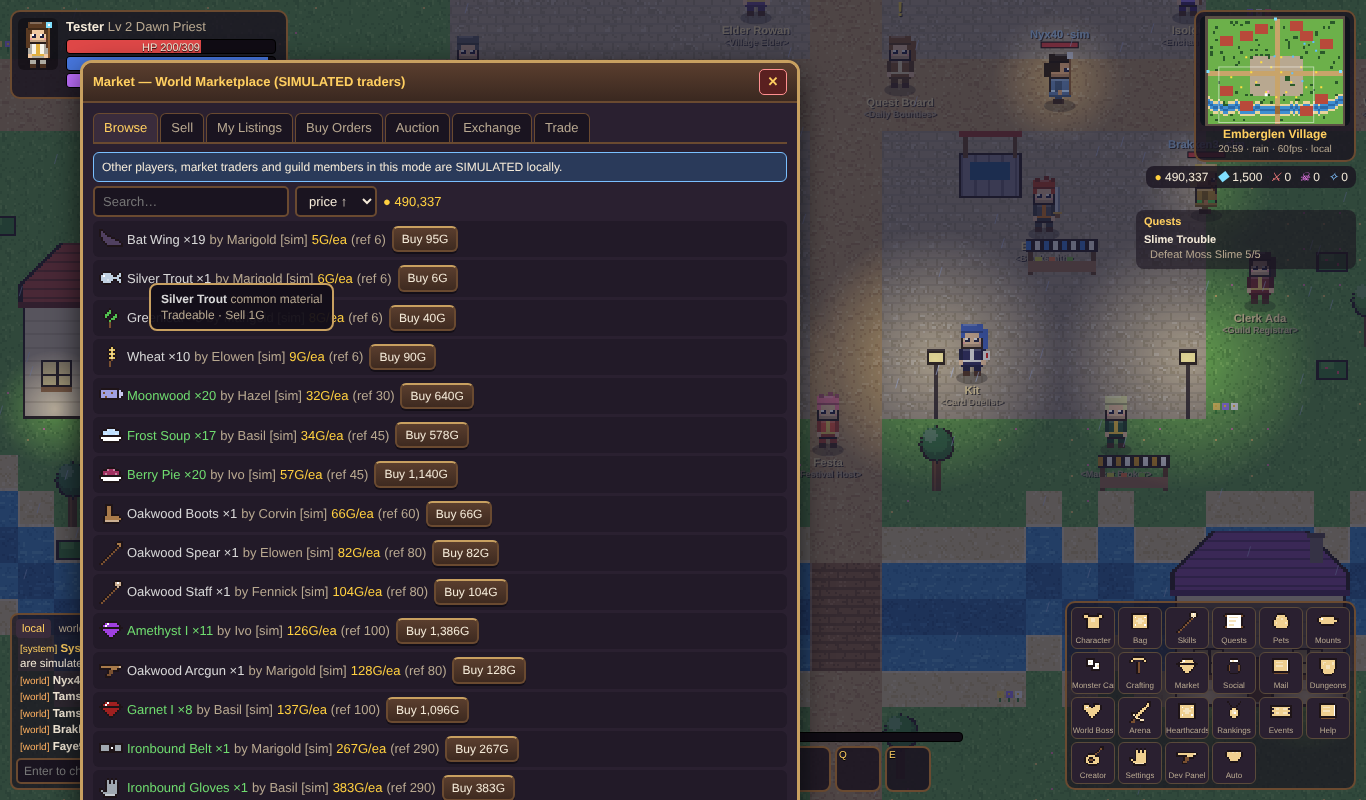 Tester Lv 2 Dawn Priest
HP 200/309
Elder Rowan
<Village Elder>
!
Nyx40 ·sim
Quest Board
<Daily Bounties>
Emberglen Village
20:59 · rain · 60fps · local
490,337 1,500 0 0 0
Quests
Slime Trouble
Defeat Moss Slime 5/5
Clerk Ada
<Guild Registrar>
Kit
<Card Duelist>
Festa
Market — World Marketplace (SIMULATED traders)
×
Browse Sell My Listings Buy Orders Auction Exchange Trade
Other players, market traders and guild members in this mode are SIMULATED locally.
Search… price ↑ ● 490,337
Bat Wing ×19 by Marigold [sim] 5G/ea (ref 6) Buy 95G
Silver Trout ×1 by Marigold [sim] 6G/ea (ref 6) Buy 6G
Silver Trout common material
Tradeable · Sell 1G
(ref 6) Buy 40G
Wheat ×10 by Elowen [sim] 9G/ea (ref 6) Buy 90G
Moonwood ×20 by Hazel [sim] 32G/ea (ref 30) Buy 640G
Frost Soup ×17 by Basil [sim] 34G/ea (ref 45) Buy 578G
Berry Pie ×20 by Ivo [sim] 57G/ea (ref 45) Buy 1,140G
Oakwood Boots ×1 by Corvin [sim] 66G/ea (ref 60) Buy 66G
Oakwood Spear ×1 by Elowen [sim] 82G/ea (ref 80) Buy 82G
Oakwood Staff ×1 by Fennick [sim] 104G/ea (ref 80) Buy 104G
Amethyst I ×11 by Ivo [sim] 126G/ea (ref 100) Buy 1,386G
Oakwood Arcgun ×1 by Marigold [sim] 128G/ea (ref 80) Buy 128G
Garnet I ×8 by Basil [sim] 137G/ea (ref 100) Buy 1,096G
Ironbound Belt ×1 by Marigold [sim] 267G/ea (ref 290) Buy 267G
Ironbound Gloves ×1 by Basil [sim] 383G/ea (ref 290) Buy 383G
local
[system]
are simulate
[world] Nyx4
[world] Tams
[world] Tams
[world] Brak
[world] Faye
Enter to ch
Q E
Character Bag Skills Quests Pets Mounts
Monster Ca Crafting Market Social Mail Dungeons
World Boss Arena Hearthcards Rankings Events Help
Creator Settings Dev Panel Auto